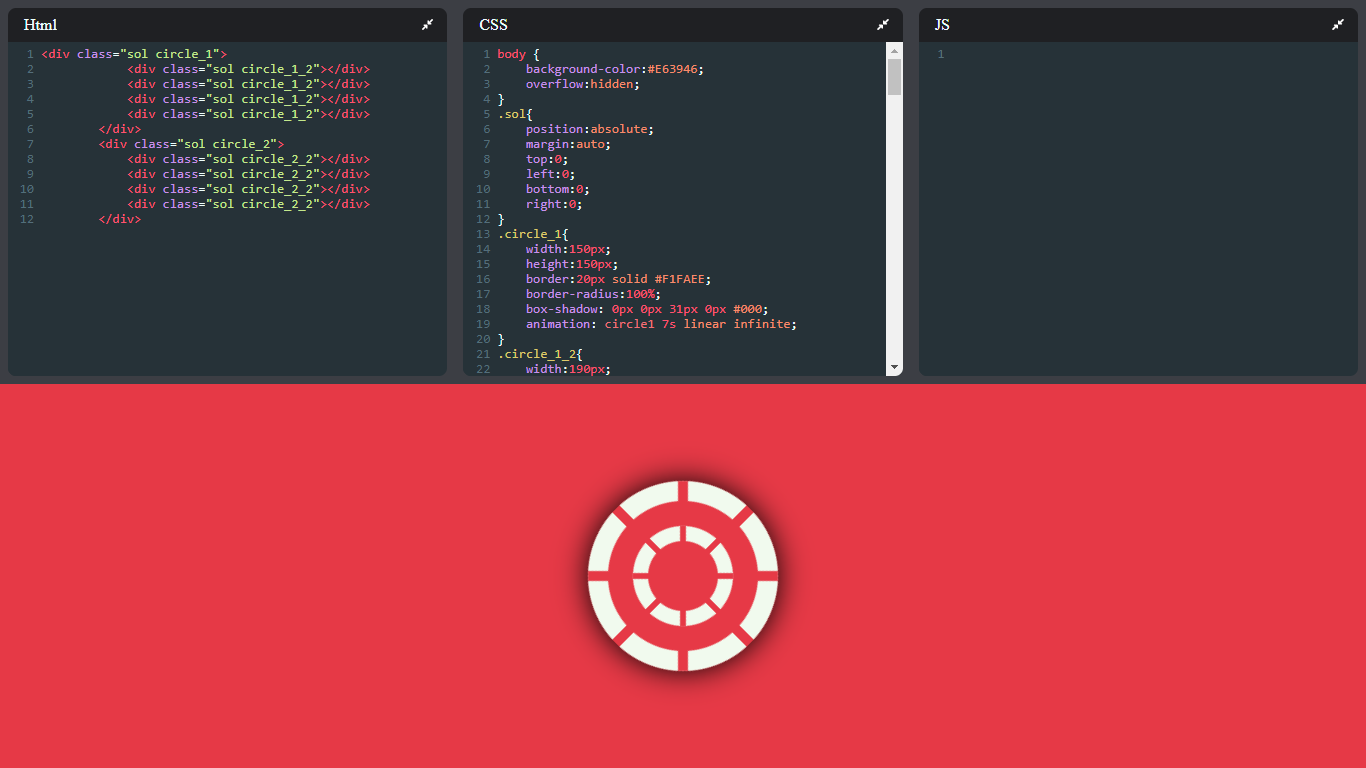 Html
1 <div class="sol circle_1">
2 <div class="sol circle_1_2"></div>
3 <div class="sol circle_1_2"></div>
4 <div class="sol circle_1_2"></div>
5 <div class="sol circle_1_2"></div>
6 </div>
7 <div class="sol circle_2">
8 <div class="sol circle_2_2"></div>
9 <div class="sol circle_2_2"></div>
10 <div class="sol circle_2_2"></div>
11 <div class="sol circle_2_2"></div>
12 </div>
CSS
1 body {
2 background-color:#E63946;
3 overflow:hidden;
4 }
5 .sol{
6 position:absolute;
7 margin:auto;
8 top:0;
9 left:0;
10 bottom:0;
11 right:0;
12 }
13 .circle_1{
14 width:150px;
15 height:150px;
16 border:20px solid #F1FAEE;
17 border-radius:100%;
18 box-shadow: 0px 0px 31px 0px #000;
19 animation: circle1 7s linear infinite;
20 }
21 .circle_1_2{
22 width:190px;
JS
1